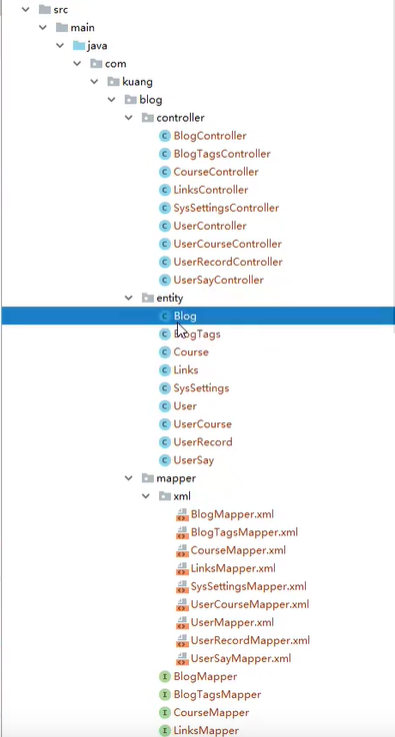 src
main
java
com
kuang
blog
controller
BlogController
BlogTagsController
CourseController
LinksController
SysSettingsController
UserController
UserCourseController
UserRecordController
UserSayController
entity
Blog
BlogTags
Course
Links
SysSettings
User
UserCourse
UserRecord
UserSay
mapper
xml
BlogMapper.xml
BlogTagsMapper.xml
CourseMapper.xml
LinksMapper.xml
SysSettingsMapper.xml
UserCourseMapper.xml
UserMapper.xml
UserRecordMapper.xml
UserSayMapper.xml
BlogMapper
BlogTagsMapper
CourseMapper
LinksMapper